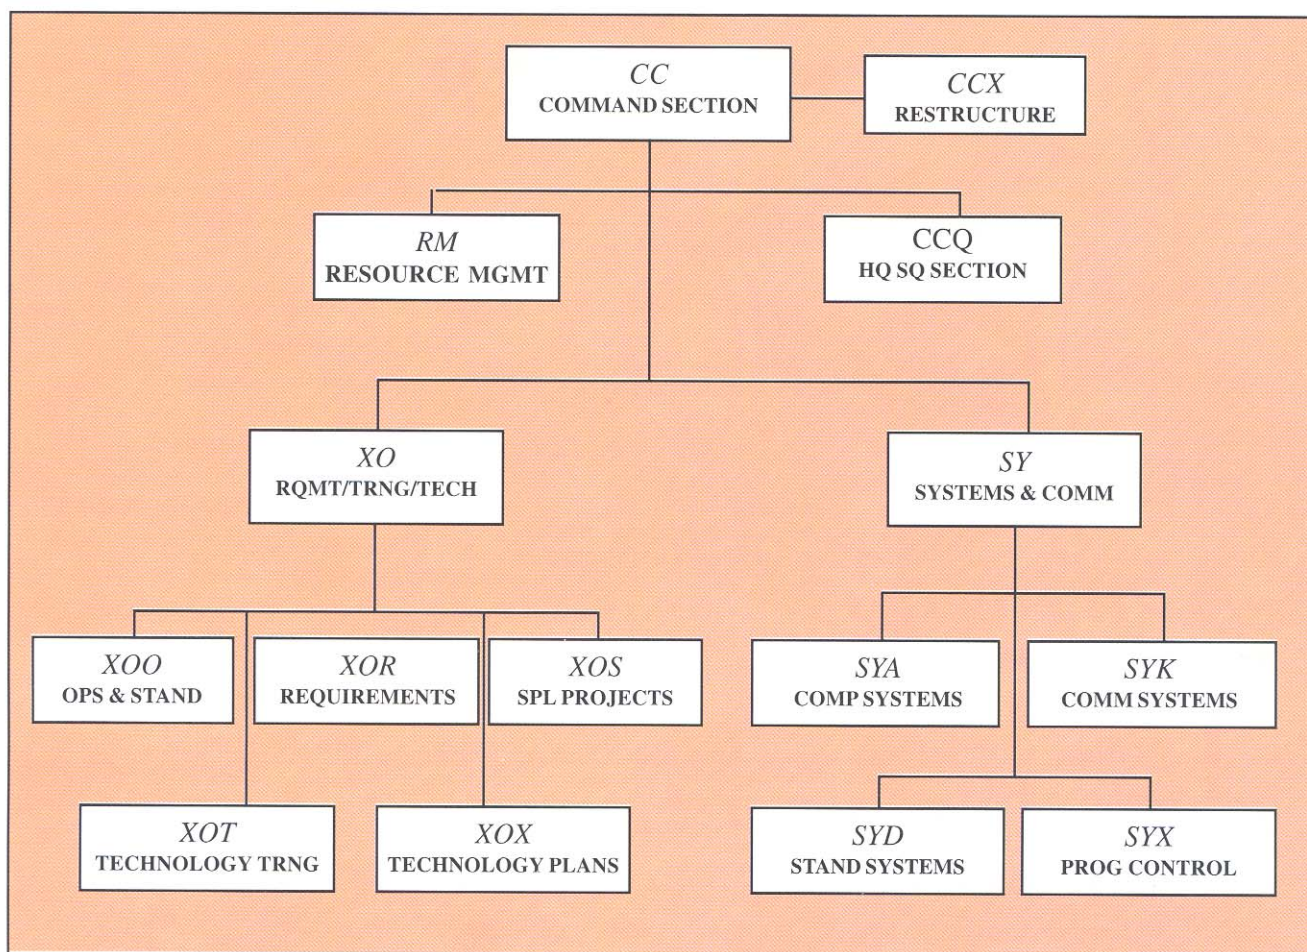 CC
COMMAND SECTION
CCX
RESTRUCTURE
RM
RESOURCE MGMT
CCQ
HQ SQ SECTION
XO
RQMT/TRNG/TECH
SY
SYSTEMS & COMM
XOO
OPS & STAND
XOR
REQUIREMENTS
XOS
SPL PROJECTS
SYA
COMP SYSTEMS
SYK
COMM SYSTEMS
XOT
TECHNOLOGY TRNG
XOX
TECHNOLOGY PLANS
SYD
STAND SYSTEMS
SYX
PROG CONTROL